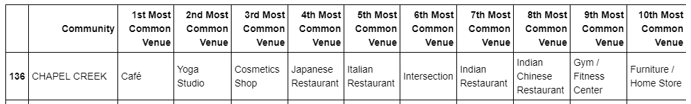 Community 1st Most Common Venue 2nd Most Common Venue 3rd Most Common Venue 4th Most Common Venue 5th Most Common Venue 6th Most Common Venue 7th Most Common Venue 8th Most Common Venue 9th Most Common Venue 10th Most Common Venue
136 CHAPEL CREEK Café Yoga Studio Cosmetics Shop Japanese Restaurant Italian Restaurant Intersection Indian Restaurant Indian Chinese Restaurant Gym / Fitness Center Furniture / Home Store